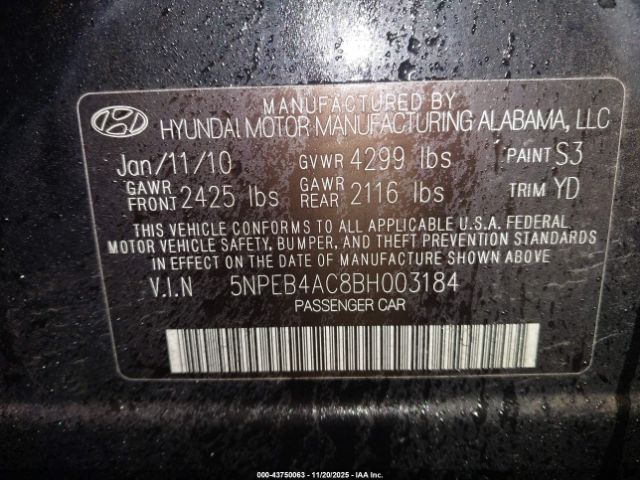 MANUFACTURED BY
HYUNDAI MOTOR MANUFACTURING ALABAMA, LLC
Jan/11/10 GVWR 4299 lbs PAINT S3
GAWR FRONT 2425 lbs GAWR REAR 2116 lbs TRIM YD
THIS VEHICLE CONFORMS TO ALL APPLICABLE U.S.A. FEDERAL
MOTOR VEHICLE SAFETY, BUMPER, AND THEFT PREVENTION STANDARDS
IN EFFECT ON THE DATE OF MANUFACTURE SHOWN ABOVE
V.I.N 5NPEB4AC8BH003184
PASSENGER CAR
000-43750063 - 11/20/2025 - IAA Inc.